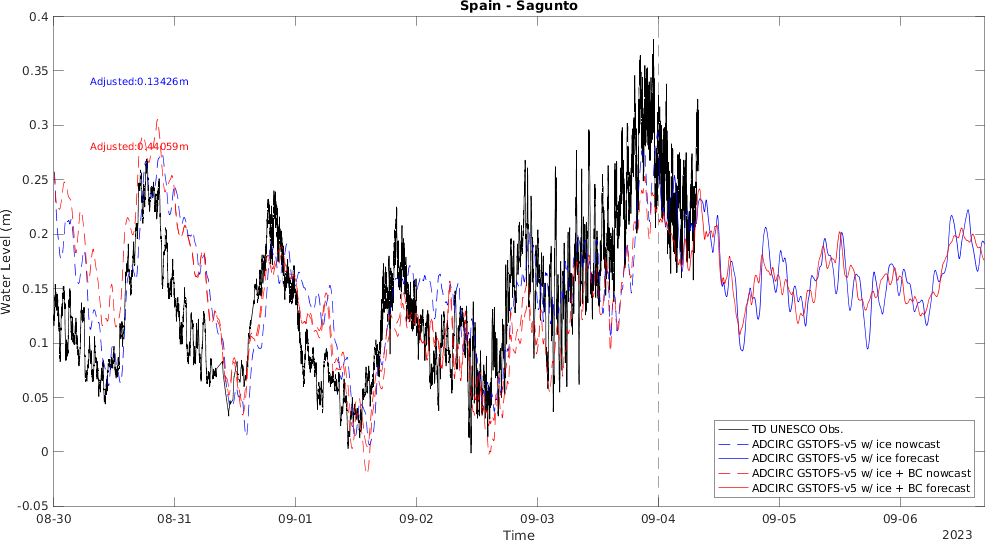 Spain - Sagunto
0.4
0.35
0.3
0.25
0.2
0.15
0.1
0.05
0
-0.05
Water Level (m)
Adjusted:0.13426m
Adjusted:0.44059m
TD UNESCO Obs.
ADCIRC GSTOFS-v5 w/ ice nowcast
ADCIRC GSTOFS-v5 w/ ice forecast
ADCIRC GSTOFS-v5 w/ ice + BC nowcast
ADCIRC GSTOFS-v5 w/ ice + BC forecast
08-30 08-31 09-01 09-02 09-03 09-04 09-05 09-06
Time
2023